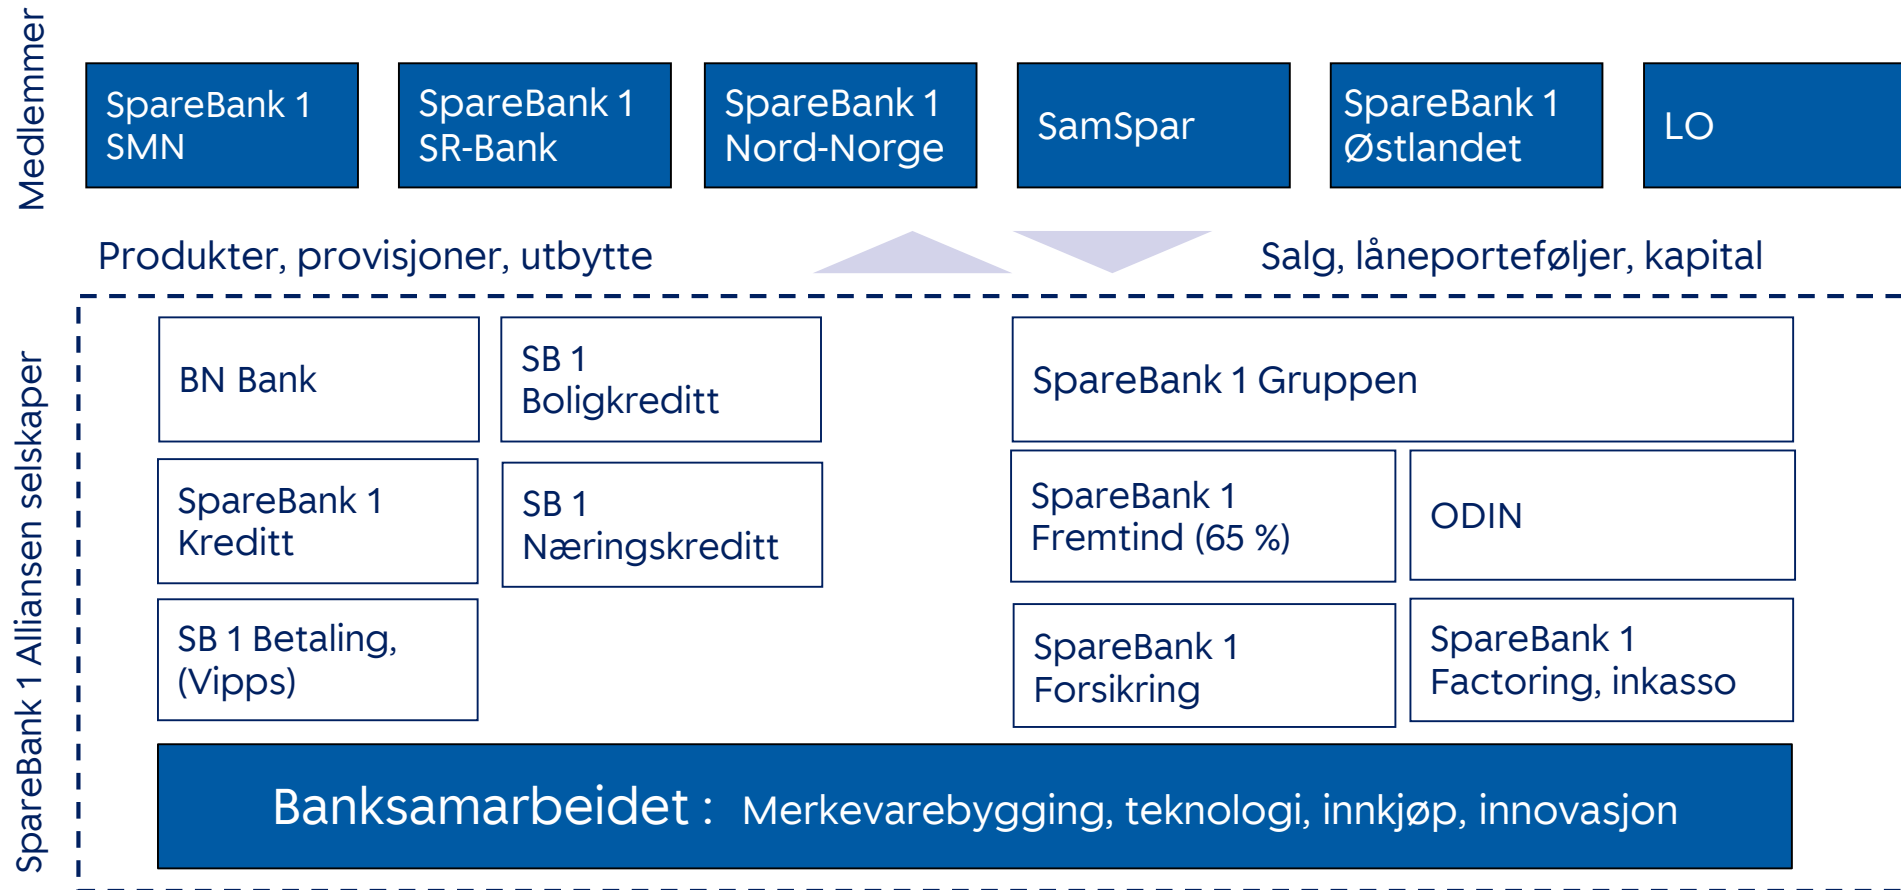 Medlemmer
SpareBank 1
SMN
SpareBank 1
SR-Bank
SpareBank 1
Nord-Norge
SamSpar
SpareBank 1
Østlandet
LO
Produkter, provisjoner, utbytte
Salg, låneporteføljer, kapital
SpareBank 1 Alliansen selskaper
BN Bank
SB 1
Boligkreditt
SpareBank 1 Gruppen
SpareBank 1
Kreditt
SB 1
Næringskreditt
SpareBank 1
Fremtind (65 %)
ODIN
SB 1 Betaling,
(Vipps)
SpareBank 1
Forsikring
SpareBank 1
Factoring, inkasso
Banksamarbeidet : Merkevarebygging, teknologi, innkjøp, innovasjon